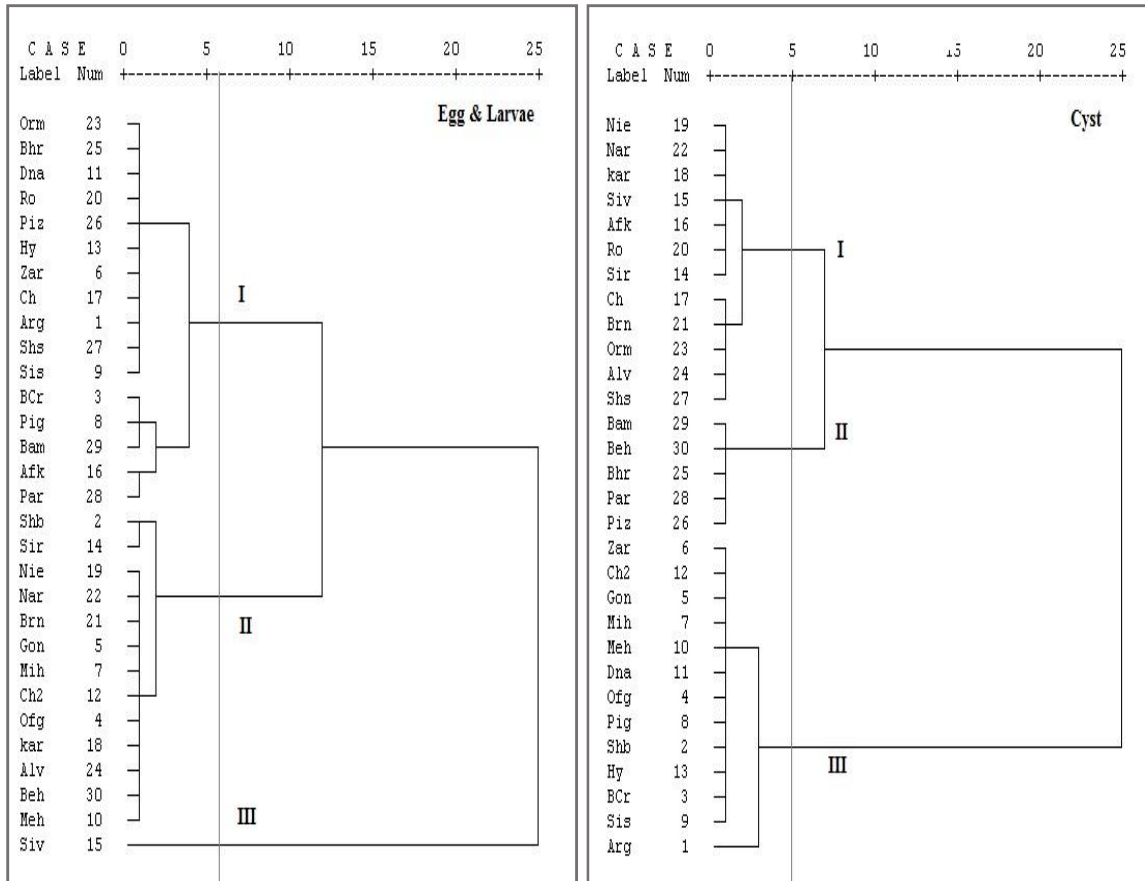 C A S E 0 5 10 15 20 25
Label Num +---------+---------+---------+---------+---------+
Egg & Larvae
Orm 23
Bhr 25
Dna 11
Ro 20
Piz 26
Hy 13
Zar 6
Ch 17
I
Arg 1
Shs 27
Sis 9
BCr 3
Pig 8
Bam 29
Afk 16
Par 28
Shb 2
Sir 14
Nie 19
Nar 22
Brn 21
II
Gon 5
Mih 7
Ch2 12
Ofg 4
kar 18
Alv 24
Beh 30
Meh 10
III
Siv 15
C A S E 0 5 10 15 20 25
Label Num +---------+---------+---------+---------+---------+
Cyst
Nie 19
Nar 22
kar 18
Siv 15
Afk 16
Ro 20
I
Sir 14
Ch 17
Brn 21
Orm 23
Alv 24
Shs 27
Bam 29
II
Beh 30
Bhr 25
Par 28
Piz 26
Zar 6
Ch2 12
Gon 5
Mih 7
Meh 10
Dna 11
Ofg 4
Pig 8
Shb 2
III
Hy 13
BCr 3
Sis 9
Arg 1